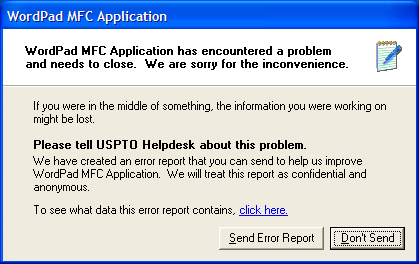 WordPad MFC Application
WordPad MFC Application has encountered a problem
and needs to close.  We are sorry for the inconvenience.
If you were in the middle of something, the information you were working on
might be lost.
Please tell USPTO Helpdesk about this problem.
We have created an error report that you can send to help us improve
WordPad MFC Application.  We will treat this report as confidential and
anonymous.
To see what data this error report contains, click here.
Send Error Report
Don't Send